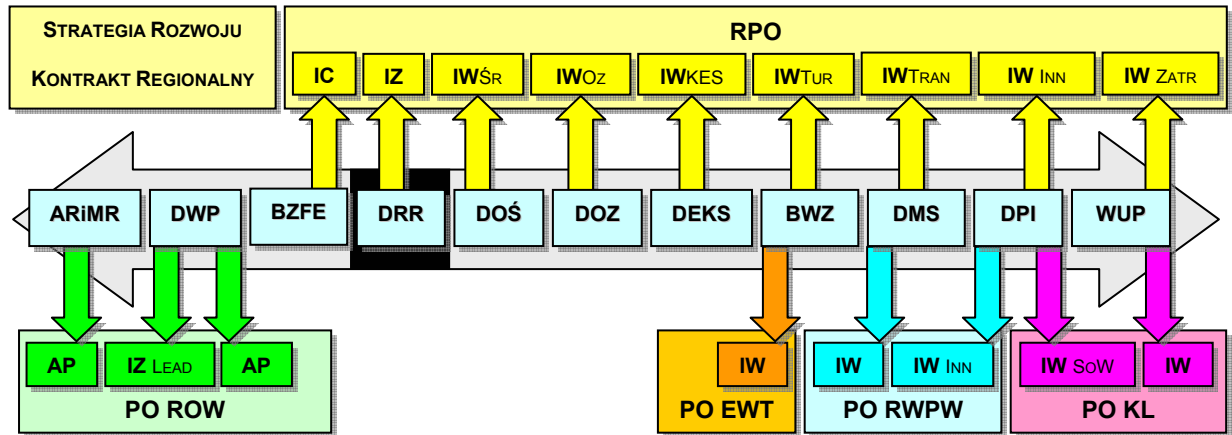 STRATEGIA ROZWOJU
KONTRAKT REGIONALNY
RPO
IC IZ IWŚR IWOZ IWKES IWTUR IWTRAN IW INN IW ZATR
ARiMR DWP BZFE DRR DOŚ DOZ DEKS BWZ DMS DPI WUP
AP IZ LEAD AP IW IW IW INN IW SOW IW
PO ROW PO EWT PO RWPW PO KL